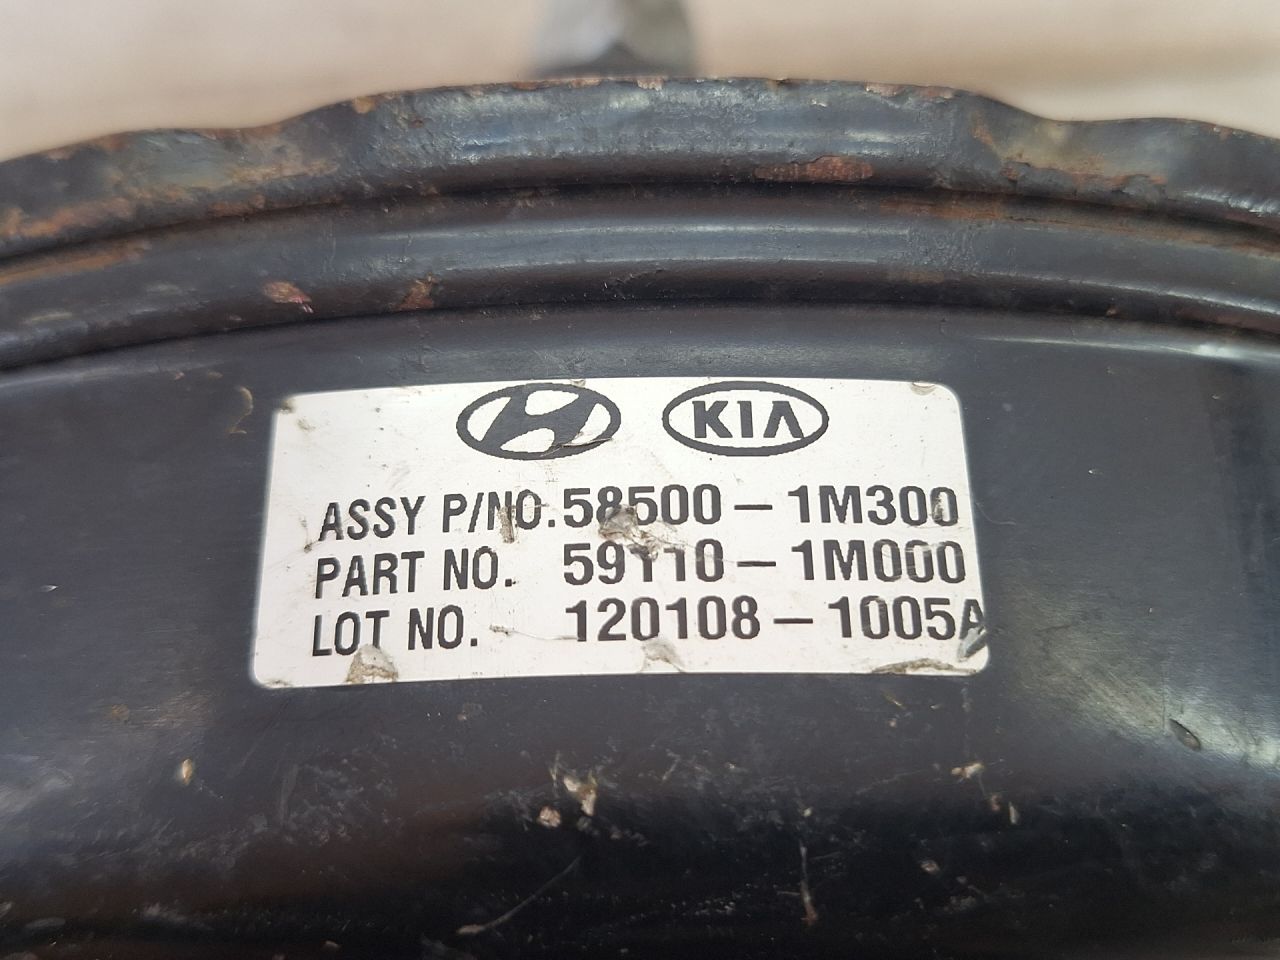 KIA
ASSY P/NO. 58500-1M300
PART NO. 59110-1M000
LOT NO. 120108-1005A